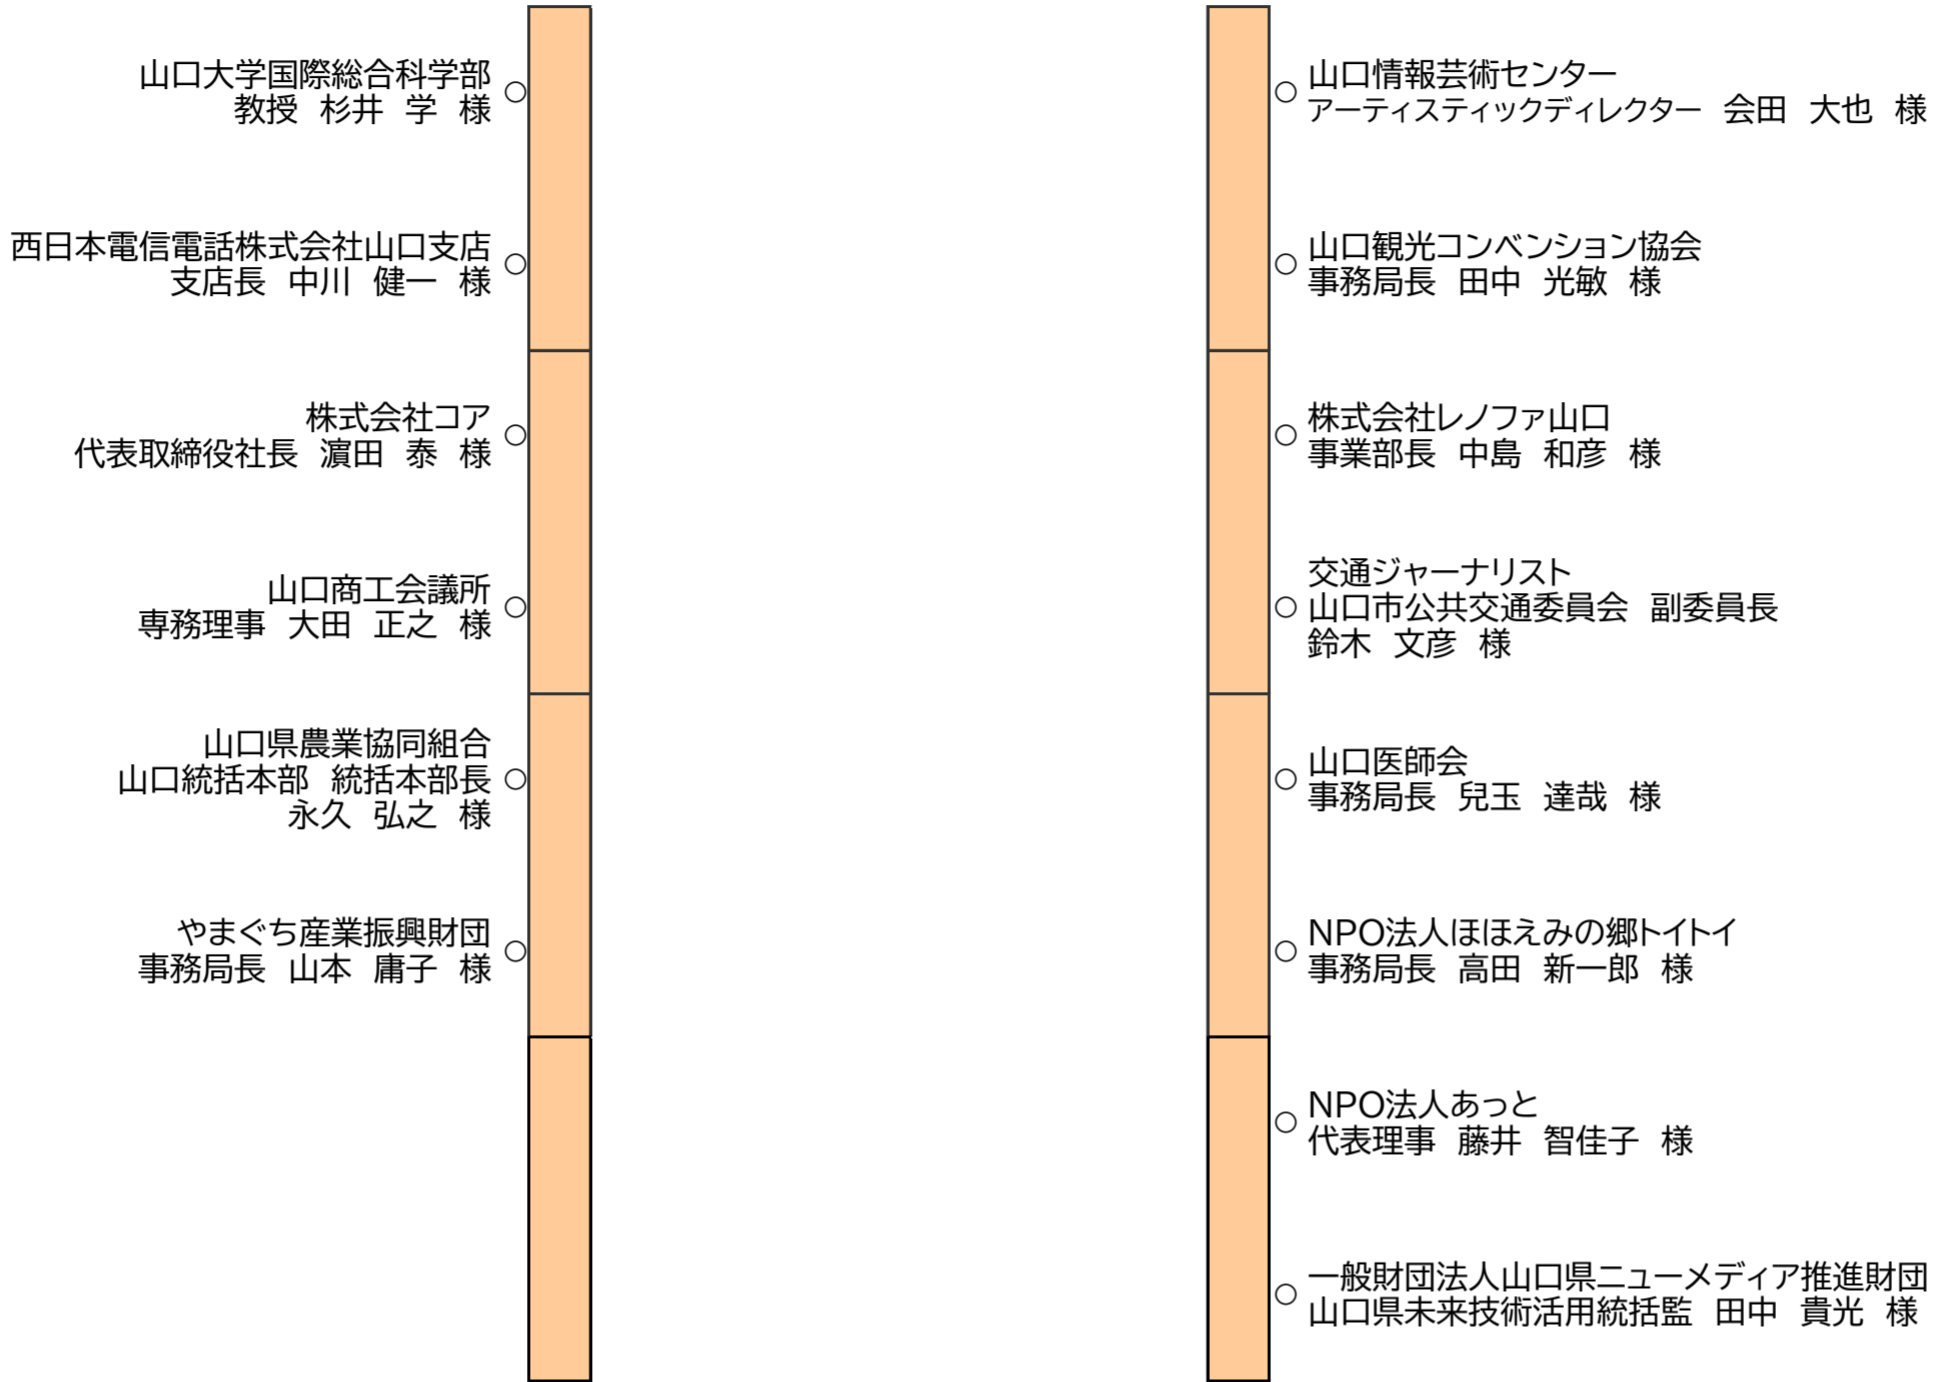 山口大学国際総合科学部
教授　杉井　学　様
西日本電信電話株式会社山口支店
支店長　中川　健一　様
株式会社コア
代表取締役社長　濵田　泰　様
山口商工会議所
専務理事　大田　正之　様
山口県農業協同組合
山口統括本部　統括本部長
永久　弘之　様
やまぐち産業振興財団
事務局長　山本　庸子　様
山口情報芸術センター
アーティスティックディレクター　会田　大也　様
山口観光コンベンション協会
事務局長　田中　光敏　様
株式会社レノファ山口
事業部長　中島　和彦　様
交通ジャーナリスト
山口市公共交通委員会　副委員長
鈴木　文彦　様
山口医師会
事務局長　兒玉　達哉　様
NPO法人ほほえみの郷トイトイ
事務局長　高田　新一郎　様
NPO法人あっと
代表理事　藤井　智佳子　様
一般財団法人山口県ニューメディア推進財団
山口県未来技術活用統括監　田中　貴光　様